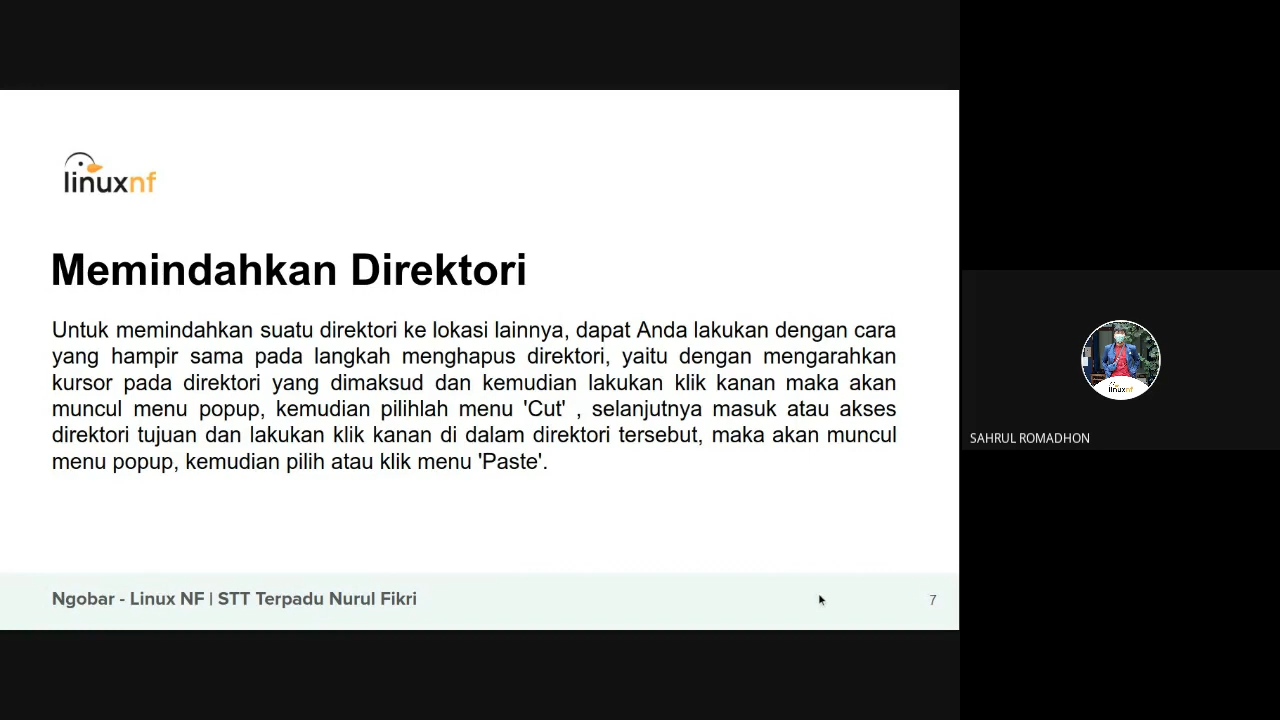 linuxnf
Memindahkan Direktori
Untuk memindahkan suatu direktori ke lokasi lainnya, dapat Anda lakukan dengan cara
yang hampir sama pada langkah menghapus direktori, yaitu dengan mengarahkan
kursor pada direktori yang dimaksud dan kemudian lakukan klik kanan maka akan
muncul menu popup, kemudian pilihlah menu 'Cut' , selanjutnya masuk atau akses
direktori tujuan dan lakukan klik kanan di dalam direktori tersebut, maka akan muncul
menu popup, kemudian pilih atau klik menu 'Paste'.
Ngobar - Linux NF | STT Terpadu Nurul Fikri
7
linuxnf
SAHRUL ROMADHON